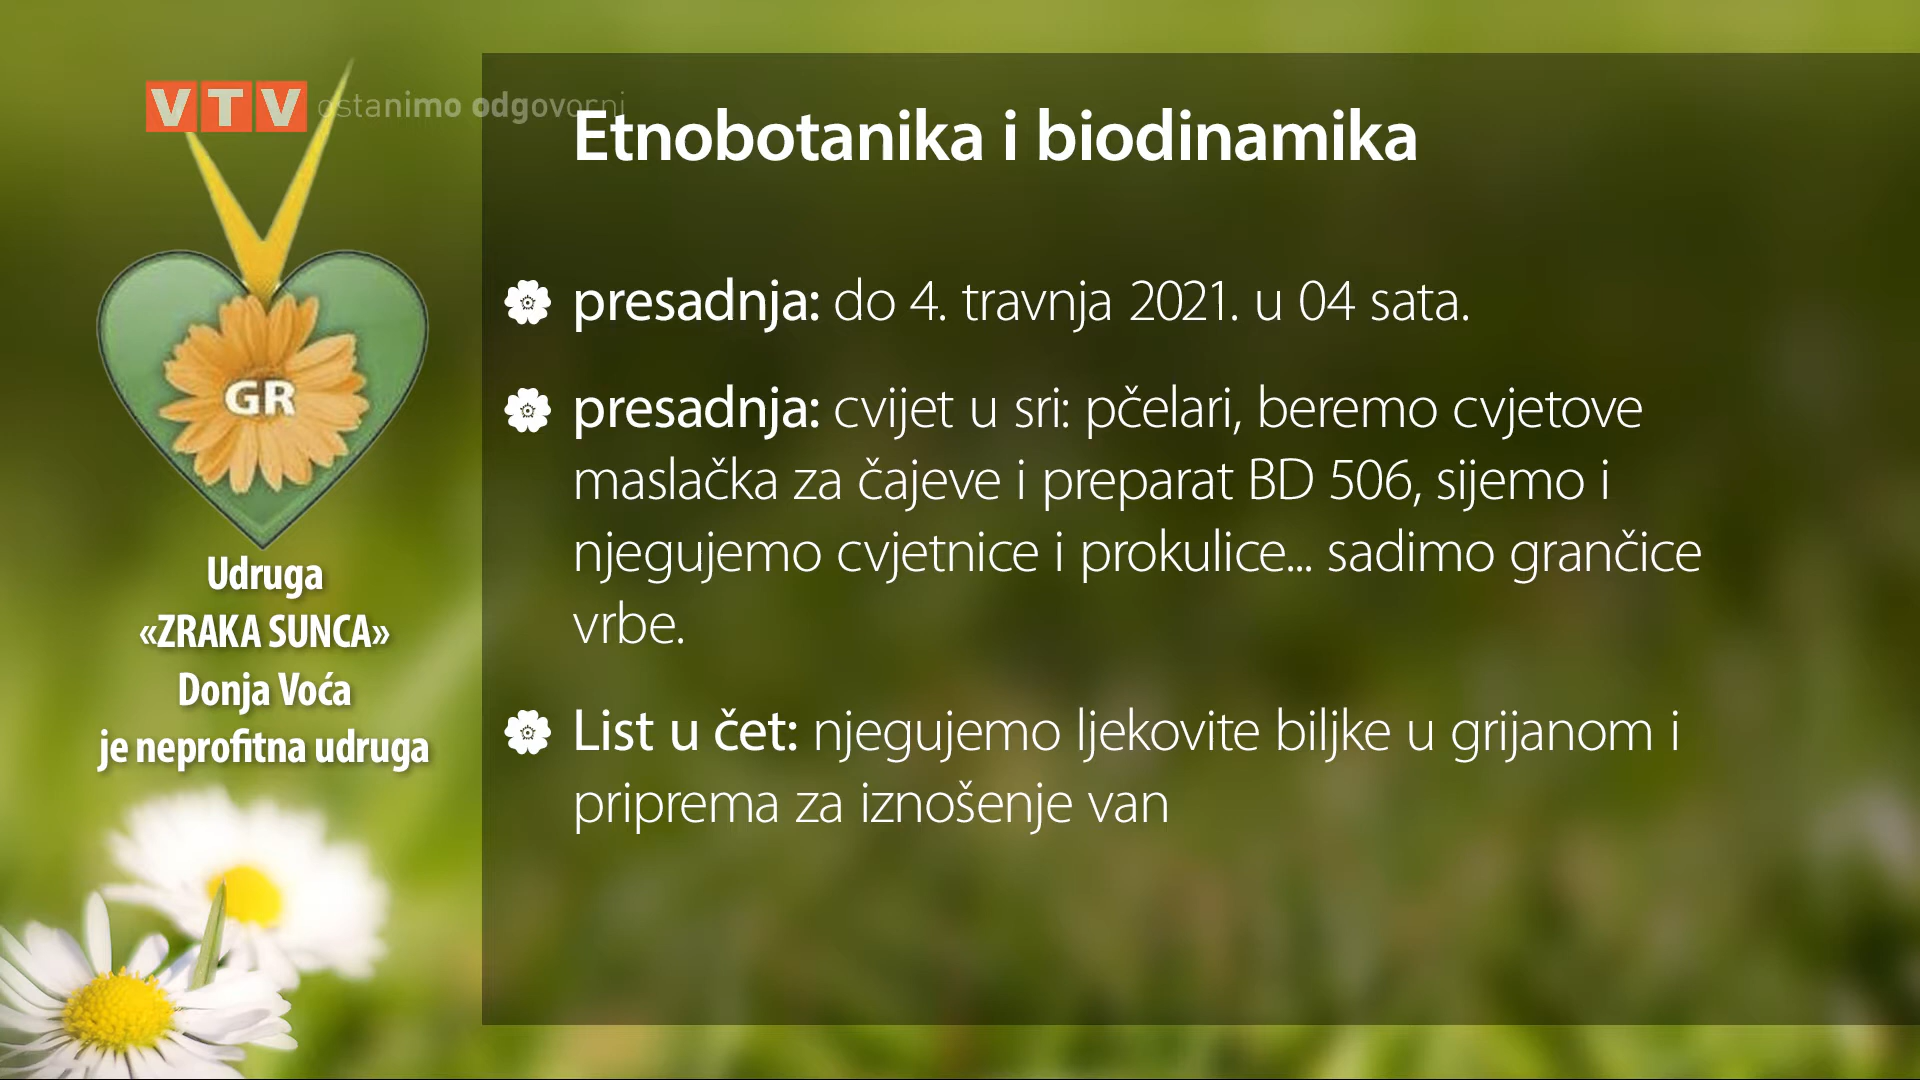 VTV ostanimo odgovorni
Etnobotanika i biodinamika
presadnja: do 4. travnja 2021. u 04 sata.
presadnja: cvijet u sri: pčelari, beremo cvjetove
maslačka za čajeve i preparat BD 506, sijemo i
njegujemo cvjetnice i prokulice... sadimo grančice
vrbe.
List u čet: njegujemo ljekovite biljke u grijanom i
priprema za iznošenje van
GR
Udruga
«ZRAKA SUNCA»
Donja Voća
je neprofitna udruga